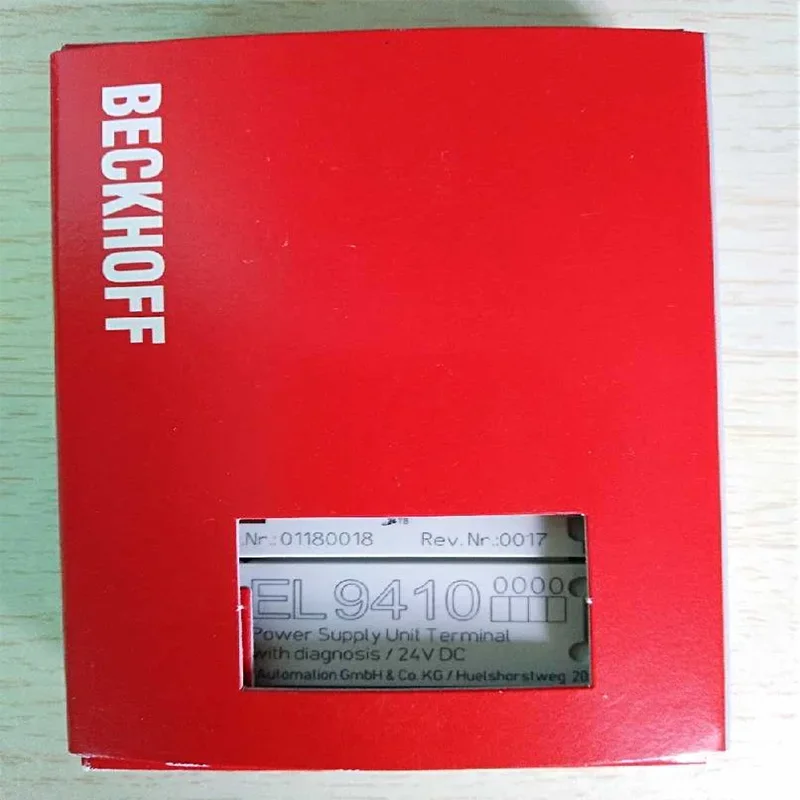 BECKHOFF
Nr.: 01180018 Rev. Nr.:0017
EL 9410 0000
Power Supply Unit Terminal
with diagnosis / 24V DC
Automation GmbH & Co. KG / Huelshorstweg 20